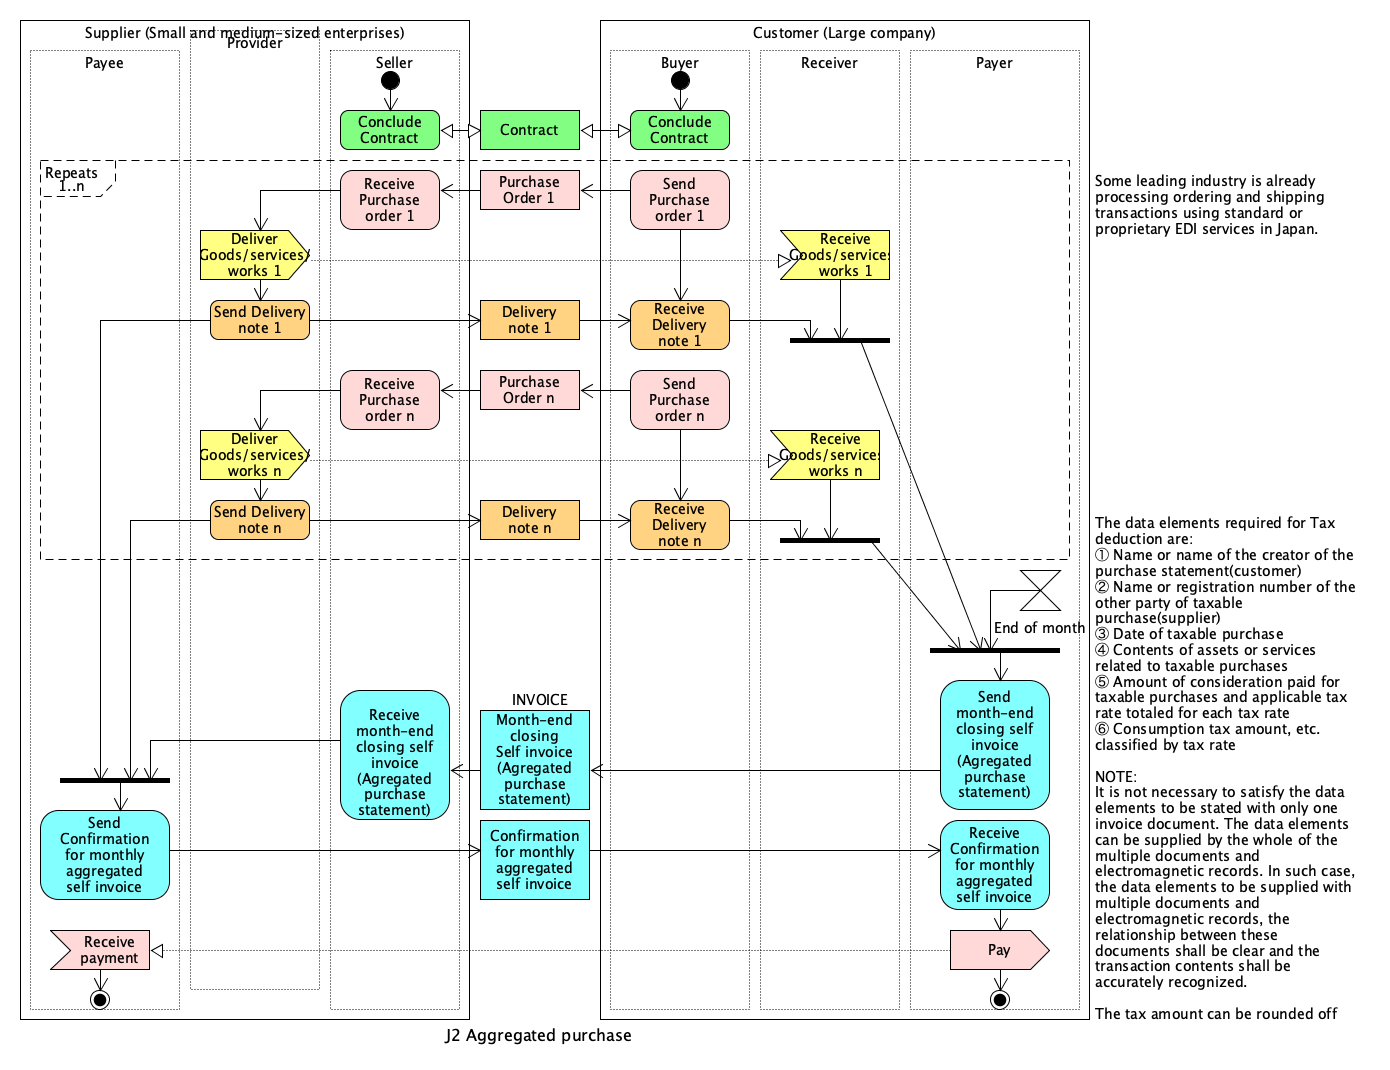 Supplier (Small and medium-sized enterprises)
Customer (Large company)
Payee
Provider
Seller
Buyer
Receiver
Payer
Conclude
Contract
Contract
Conclude
Contract
Repeats
1..n
Receive
Purchase
order 1
Purchase
Order 1
Send
Purchase
order 1
Some leading industry is already
processing ordering and shipping
transactions using standard or
proprietary EDI services in Japan.
Deliver
Goods/services/
works 1
Receive
Goods/services
works 1
Send Delivery
note 1
Delivery
note 1
Receive
Delivery
note 1
Receive
Purchase
order n
Purchase
Order n
Send
Purchase
order n
Deliver
Goods/services/
works n
Receive
Goods/services
works n
Send Delivery
note n
Delivery
note n
Receive
Delivery
note n
The data elements required for Tax
deduction are:
① Name or name of the creator of the
purchase statement(customer)
② Name or registration number of the
other party of taxable
purchase(supplier)
③ Date of taxable purchase
④ Contents of assets or services
related to taxable purchases
⑤ Amount of consideration paid for
taxable purchases and applicable tax
rate totaled for each tax rate
⑥ Consumption tax amount, etc.
classified by tax rate
End of month
Receive
month-end
closing self
invoice
(Agregated
purchase
statement)
INVOICE
Month-end
closing
Self invoice
(Agregated
purchase
statement)
Send
month-end
closing self
invoice
(Agregated
purchase
statement)
NOTE:
It is not necessary to satisfy the data
elements to be stated with only one
invoice document. The data elements
can be supplied by the whole of the
multiple documents and
electromagnetic records. In such case,
the data elements to be supplied with
multiple documents and
electromagnetic records, the
relationship between these
documents shall be clear and the
transaction contents shall be
accurately recognized.
Send
Confirmation
for monthly
aggregated
self invoice
Confirmation
for monthly
aggregated
self invoice
Receive
Confirmation
for monthly
aggregated
self invoice
Receive
payment
Pay
The tax amount can be rounded off
J2 Aggregated purchase